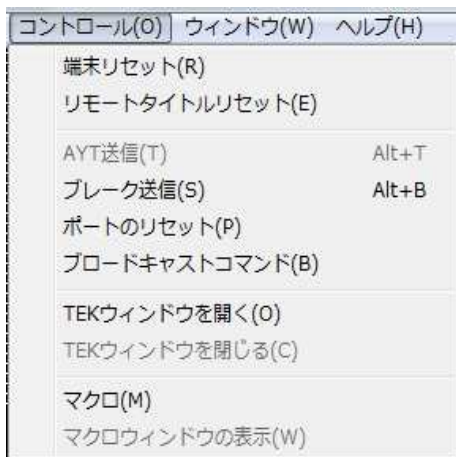 コントロール(O) ウィンドウ(W) ヘルプ(H)
端末リセット(R)
リモートタイトルリセット(E)
AYT送信(T) Alt+T
ブレーク送信(S) Alt+B
ポートのリセット(P)
ブロードキャストコマンド(B)
TEKウィンドウを開く(O)
TEKウィンドウを閉じる(C)
マクロ(M)
マクロウィンドウの表示(W)